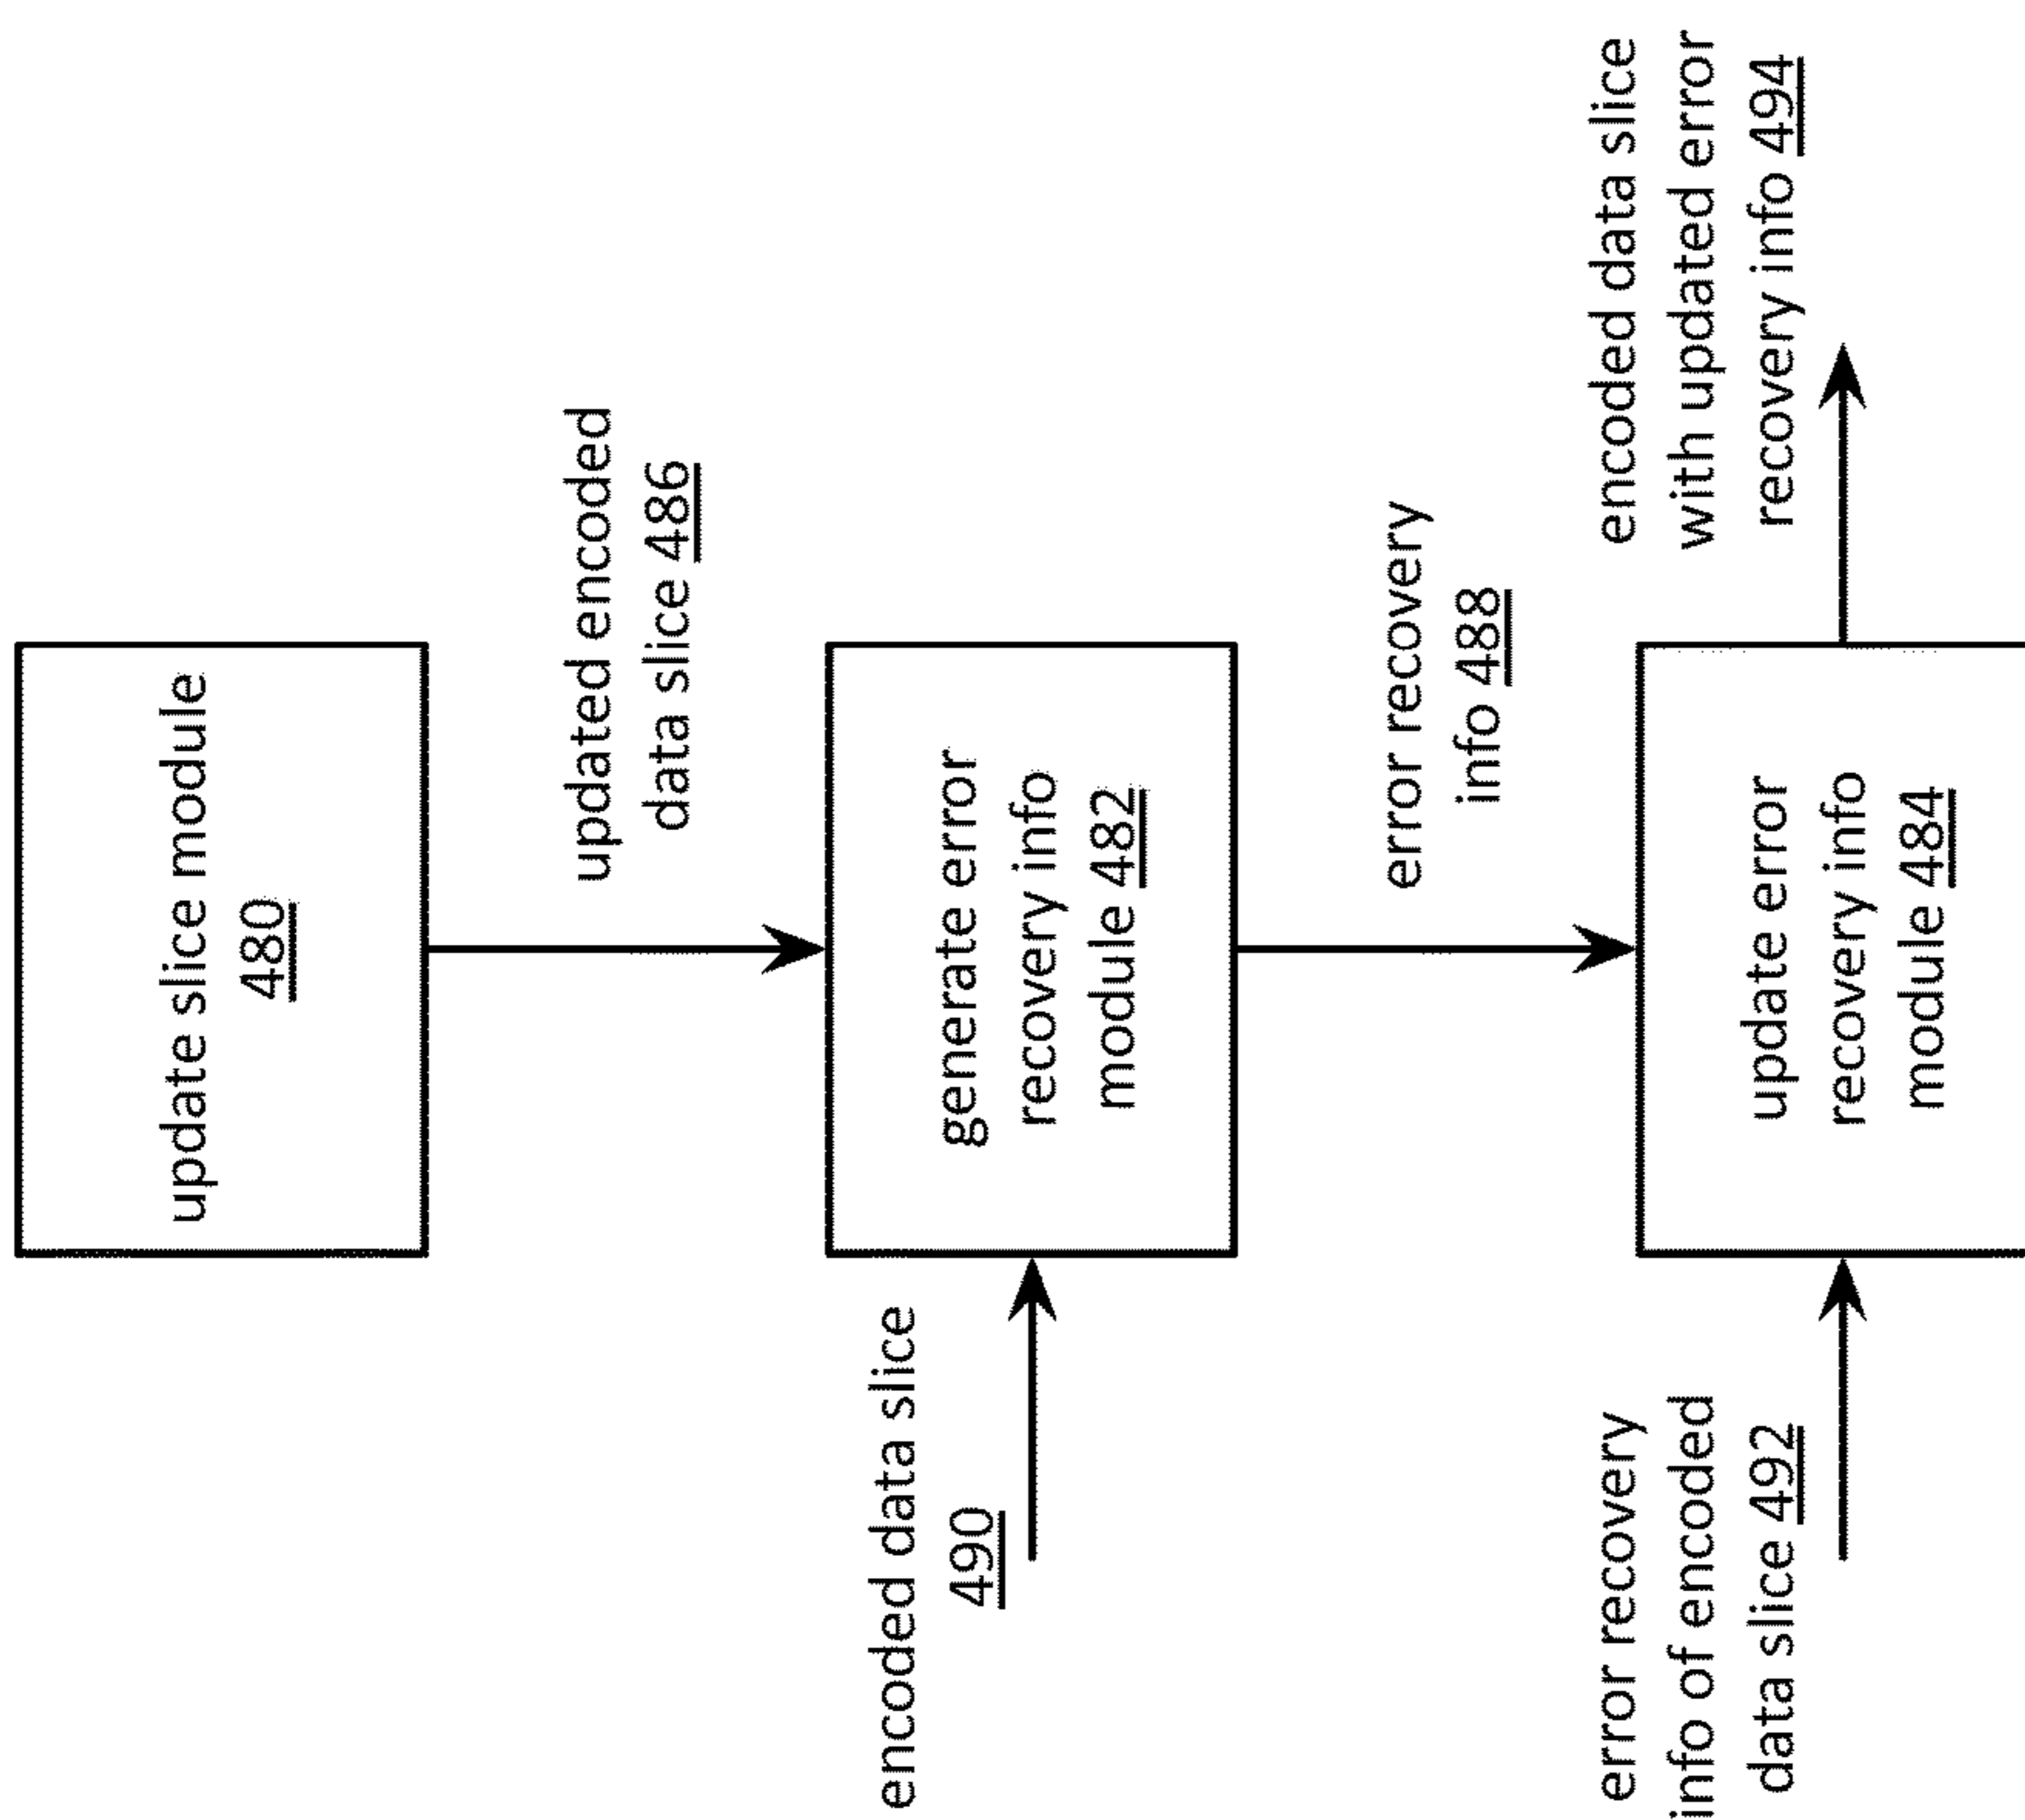 update slice module
480
updated encoded
data slice 486
encoded data slice
490
generate error
recovery info
module 482
error recovery
info 488
error recovery
info of encoded
data slice 492
update error
recovery info
module 484
encoded data slice
with updated error
recovery info 494